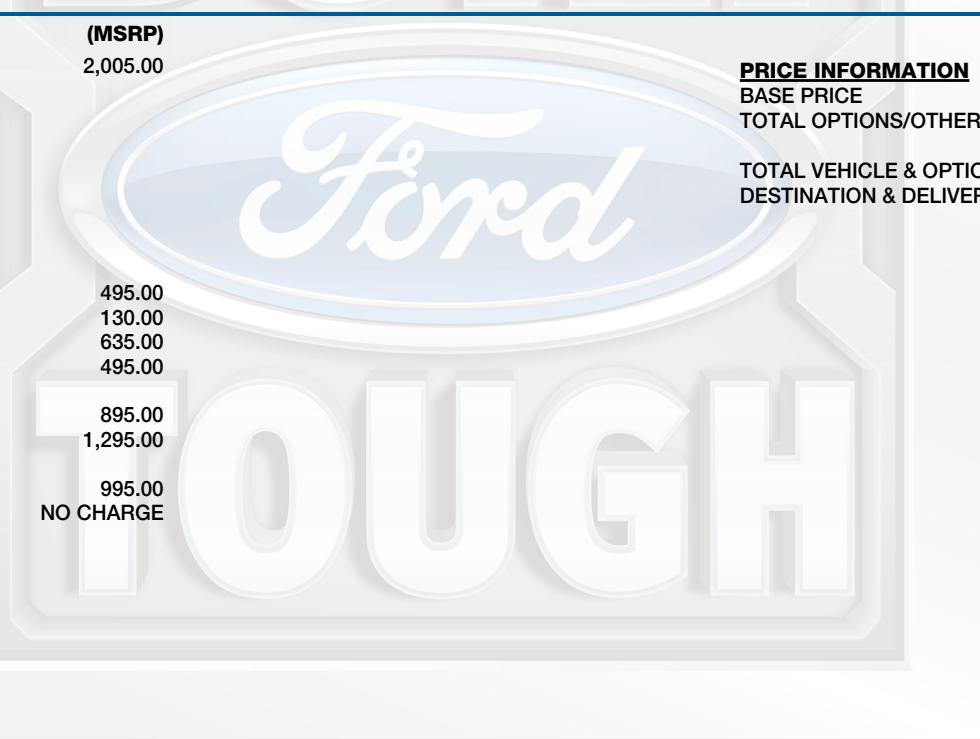 (MSRP)
2,005.00
495.00
130.00
635.00
495.00
895.00
1,295.00
995.00
NO CHARGE
PRICE INFORMATION
BASE PRICE
TOTAL OPTIONS/OTHER
TOTAL VEHICLE & OPTIO
DESTINATION & DELIVER
Ford
TOUGH